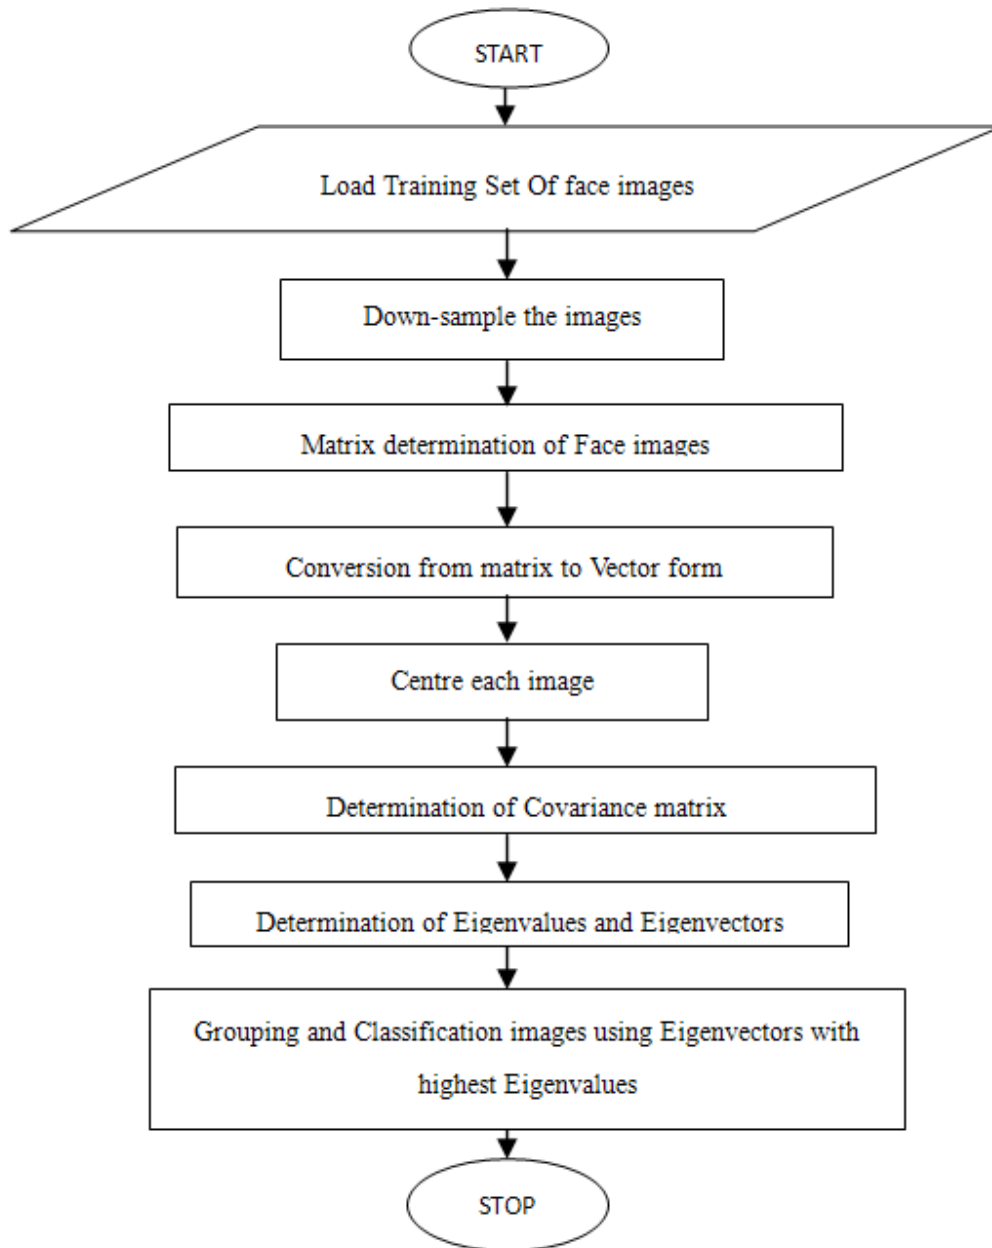 START
Load Training Set Of face images
Down-sample the images
Matrix determination of Face images
Conversion from matrix to Vector form
Centre each image
Determination of Covariance matrix
Determination of Eigenvalues and Eigenvectors
Grouping and Classification images using Eigenvectors with
highest Eigenvalues
STOP